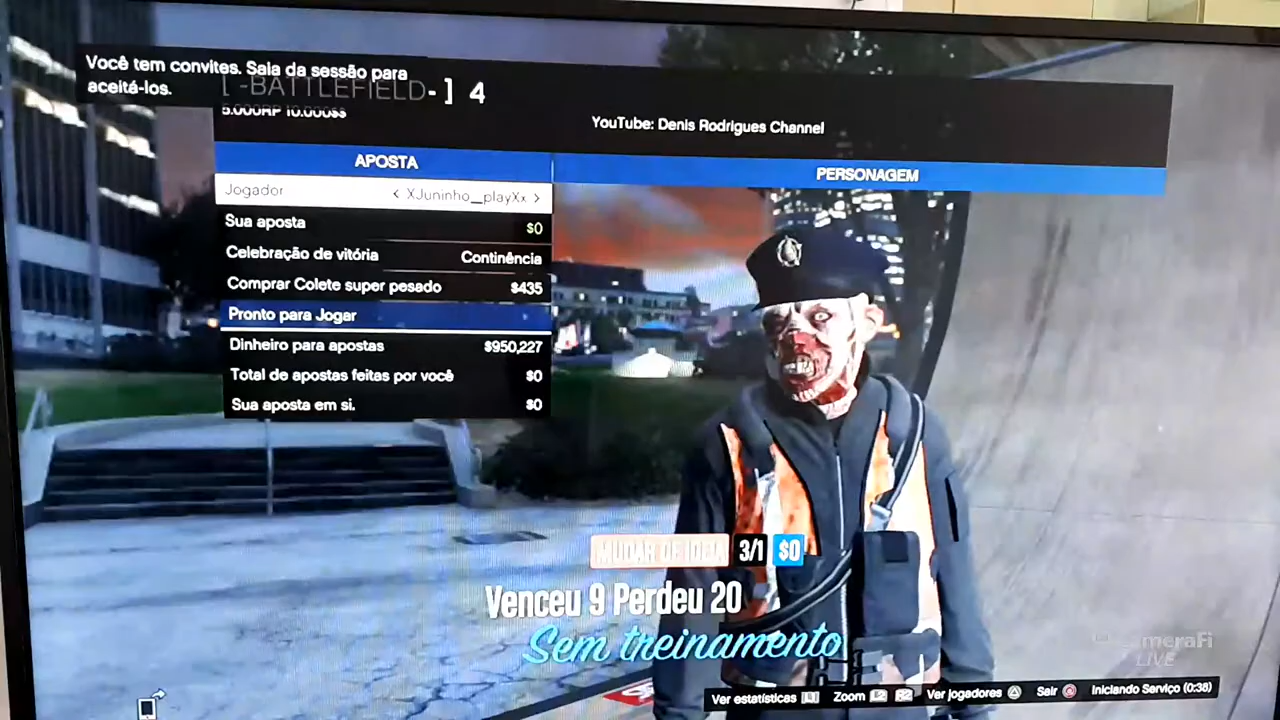 Você tem convites. Saia da sessão para
aceitá-los.
[ -BATTLEFIELD- ] 4
5.000RP 10.000$$
YouTube: Denis Rodrigues Channel
APOSTA
PERSONAGEM
Jogador < XJuninho__playXx >
Sua aposta $0
Celebração de vitória Continência
Comprar Colete super pesado $435
Pronto para Jogar
Dinheiro para apostas $950,227
Total de apostas feitas por você $0
Sua aposta em si. $0
MUDAR DE IDEIA 3/1 $0
Venceu 9 Perdeu 20
Sem treinamento
CameraFi
LIVE
Ver estatísticas L1 Zoom L2 R2 Ver jogadores Sair Iniciando Serviço (0:38)